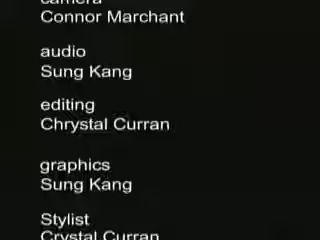 camera
Connor Marchant
audio
Sung Kang
editing
Chrystal Curran
graphics
Sung Kang
Stylist
Crystal Curran